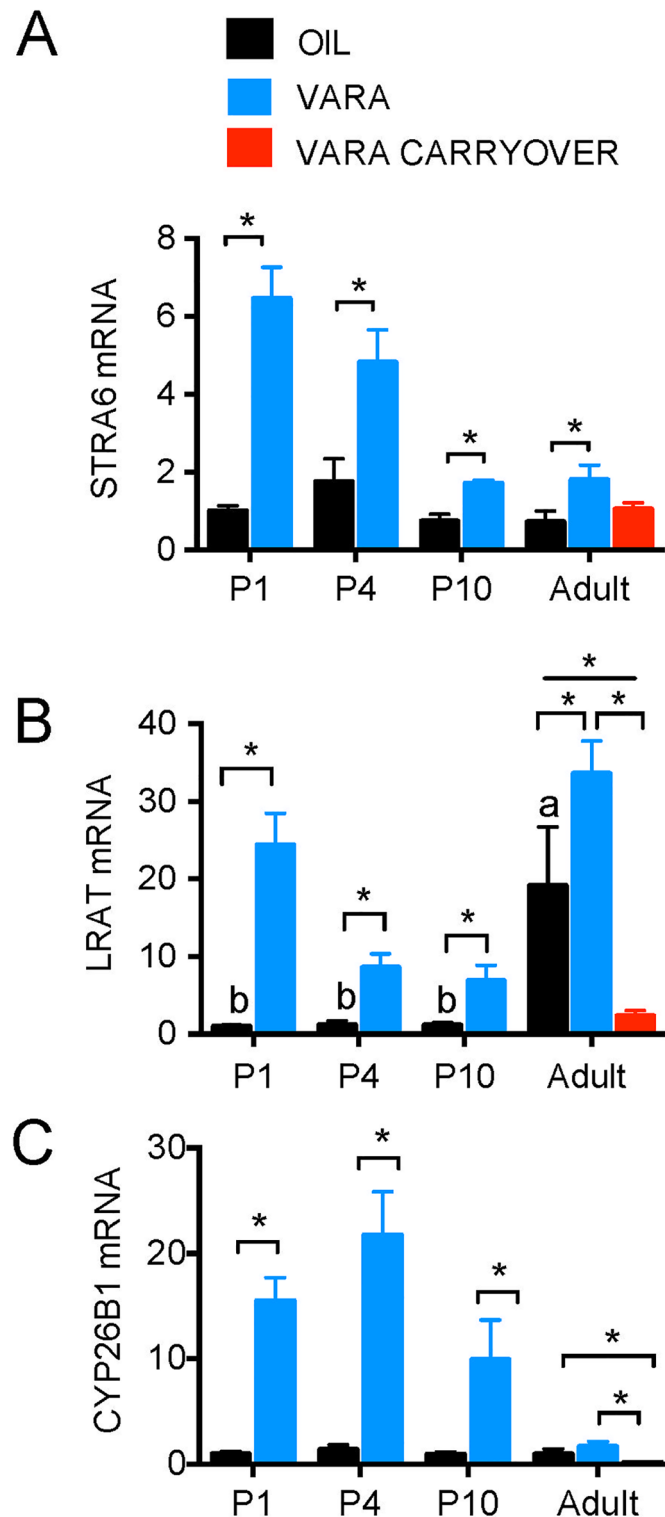 A
OIL
VARA
VARA CARRYOVER
STRA6 mRNA
8
6
4
2
0
* * * *
P1 P4 P10 Adult
B
LRAT mRNA
40
30
20
10
0
*
* *
*
* *
a
b b b
P1 P4 P10 Adult
C
CYP26B1 mRNA
30
20
10
0
*
*
*
*
*
P1 P4 P10 Adult